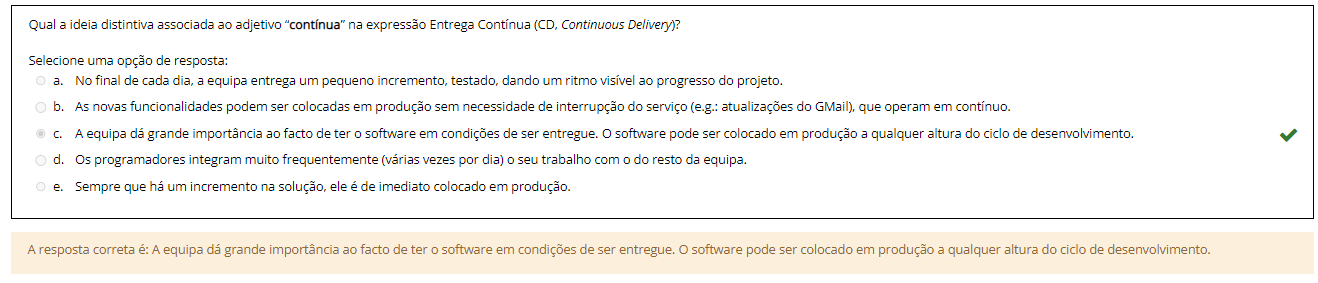 Qual a ideia distintiva associada ao adjetivo “contínua” na expressão Entrega Contínua (CD, Continuous Delivery)?
Selecione uma opção de resposta:
a. No final de cada dia, a equipa entrega um pequeno incremento, testado, dando um ritmo visível ao progresso do projeto.
b. As novas funcionalidades podem ser colocadas em produção sem necessidade de interrupção do serviço (e.g.: atualizações do GMail), que operam em contínuo.
c. A equipa dá grande importância ao facto de ter o software em condições de ser entregue. O software pode ser colocado em produção a qualquer altura do ciclo de desenvolvimento.
d. Os programadores integram muito frequentemente (várias vezes por dia) o seu trabalho com o do resto da equipa.
e. Sempre que há um incremento na solução, ele é de imediato colocado em produção.
A resposta correta é: A equipa dá grande importância ao facto de ter o software em condições de ser entregue. O software pode ser colocado em produção a qualquer altura do ciclo de desenvolvimento.